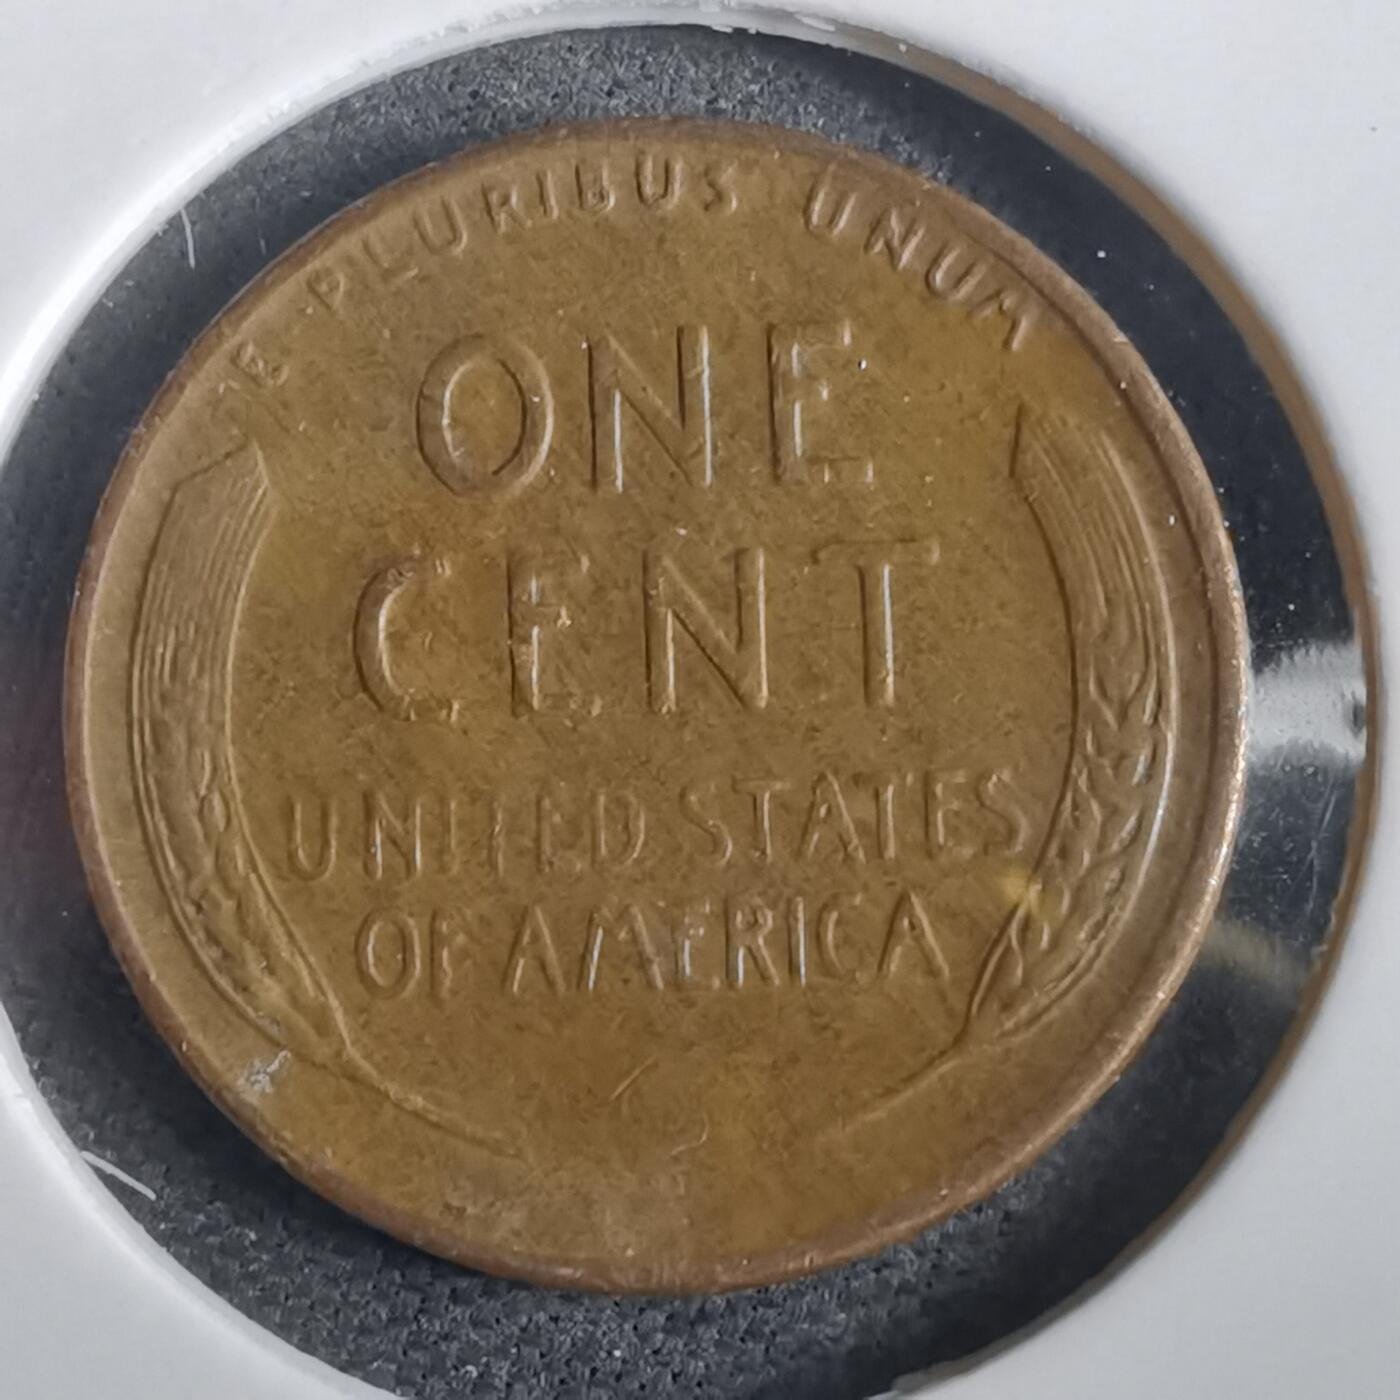 E PLURIBUS UNUM
ONE
CENT
UNITED STATES
OF AMERICA